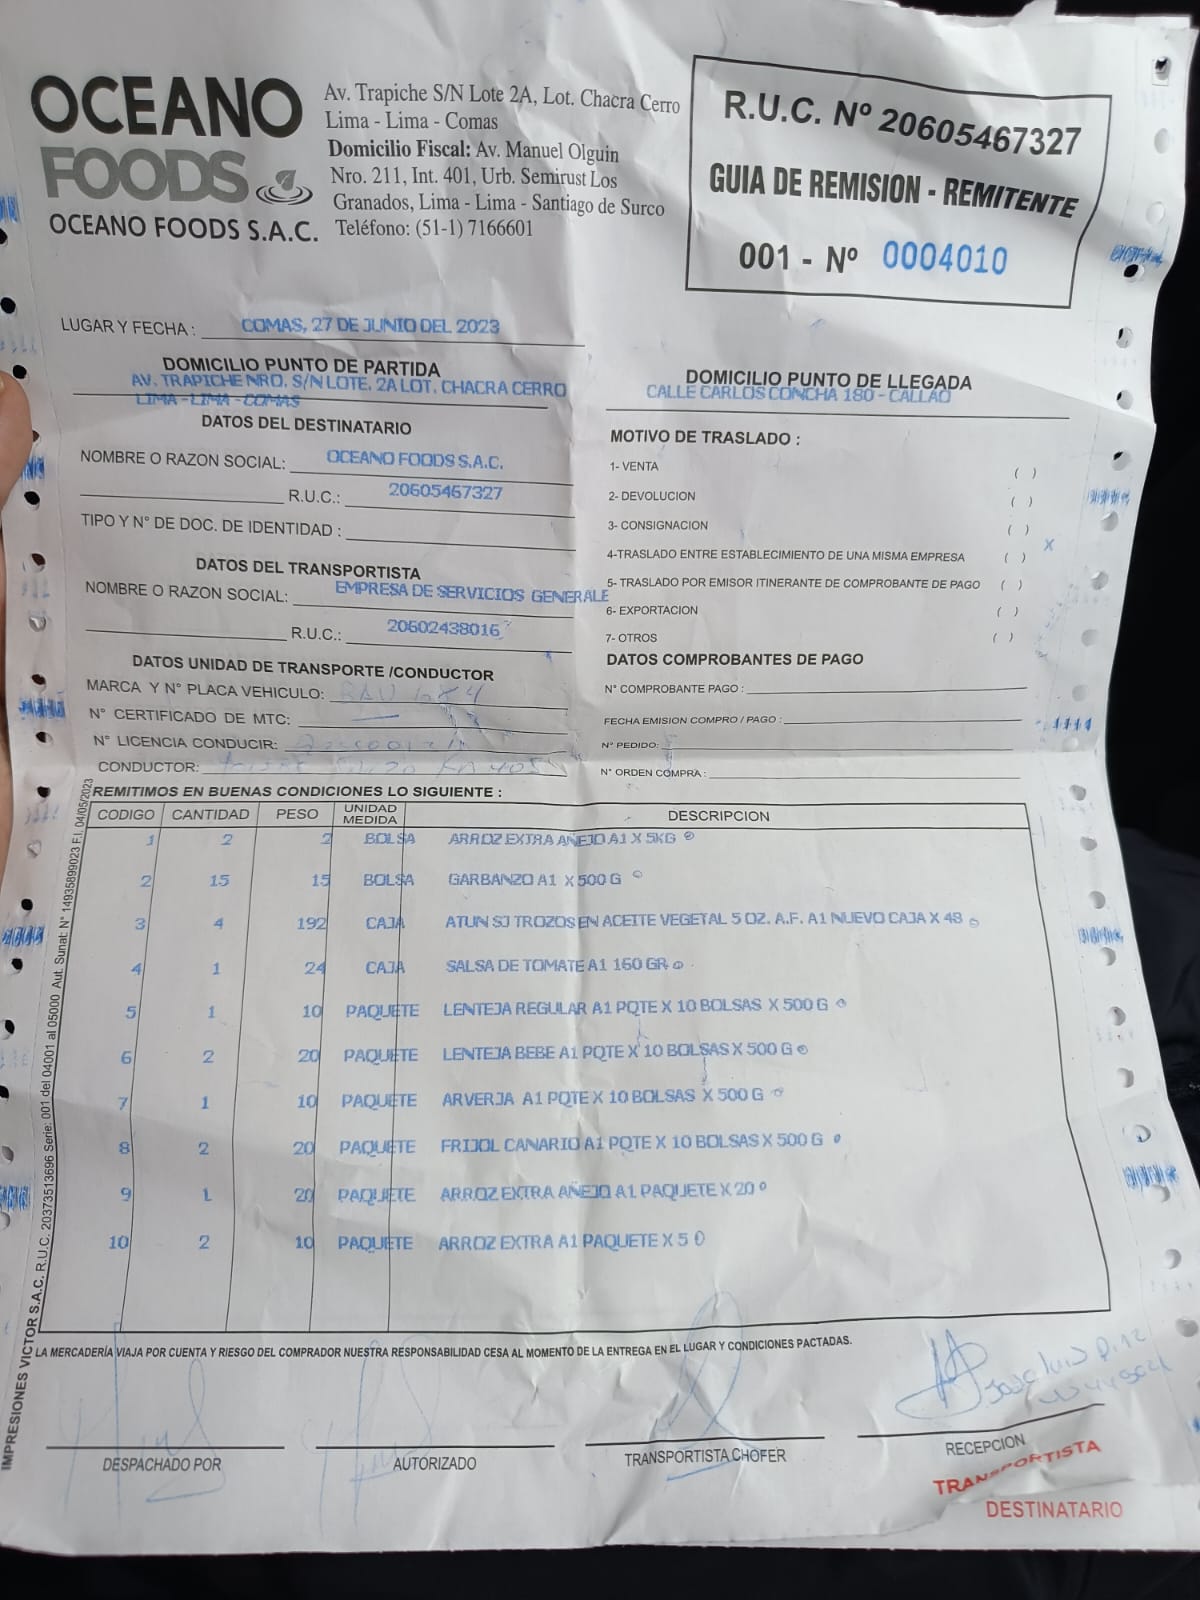 OCEANO
FOODS
OCEANO FOODS S.A.C.
Av. Trapiche S/N Lote 2A, Lot. Chacra Cerro
Lima - Lima - Comas
Domicilio Fiscal: Av. Manuel Olguin
Nro. 211, Int. 401, Urb. Semirust Los
Granados, Lima - Lima - Santiago de Surco
Teléfono: (51-1) 7166601
R.U.C. Nº 20605467327
GUIA DE REMISION - REMITENTE
001 - Nº 0004010
LUGAR Y FECHA : COMAS, 27 DE JUNIO DEL 2023
DOMICILIO PUNTO DE PARTIDA
AV. TRAPICHE NRO. S/N LOTE. 2A LOT. CHACRA CERRO
LIMA - LIMA - COMAS
DOMICILIO PUNTO DE LLEGADA
CALLE CARLOS CONCHA 180 - CALLAO
DATOS DEL DESTINATARIO
NOMBRE O RAZON SOCIAL: OCEANO FOODS S.A.C.
R.U.C.: 20605467327
TIPO Y N° DE DOC. DE IDENTIDAD :
DATOS DEL TRANSPORTISTA
NOMBRE O RAZON SOCIAL: EMPRESA DE SERVICIOS GENERALE
R.U.C.: 20602438016
DATOS UNIDAD DE TRANSPORTE /CONDUCTOR
MARCA Y N° PLACA VEHICULO:
N° CERTIFICADO DE MTC:
N° LICENCIA CONDUCIR:
CONDUCTOR:
MOTIVO DE TRASLADO :
1- VENTA ( )
2- DEVOLUCION ( )
3- CONSIGNACION ( )
4-TRASLADO ENTRE ESTABLECIMIENTO DE UNA MISMA EMPRESA ( ) X
5- TRASLADO POR EMISOR ITINERANTE DE COMPROBANTE DE PAGO ( )
6- EXPORTACION ( )
7- OTROS ( )
DATOS COMPROBANTES DE PAGO
N° COMPROBANTE PAGO :
FECHA EMISION COMPRO / PAGO :
N° PEDIDO:
N° ORDEN COMPRA :
REMITIMOS EN BUENAS CONDICIONES LO SIGUIENTE :
CODIGO CANTIDAD PESO UNIDAD MEDIDA DESCRIPCION
1 2 2 BOLSA ARROZ EXTRA AÑEJO A1 X 5KG
2 15 15 BOLSA GARBANZO A1 X 500 G
3 4 192 CAJA ATUN SJ TROZOS EN ACEITE VEGETAL 5 OZ. A.F. A1 NUEVO CAJA X 48
4 1 24 CAJA SALSA DE TOMATE A1 160 GR
5 1 10 PAQUETE LENTEJA REGULAR A1 PQTE X 10 BOLSAS X 500 G
6 2 20 PAQUETE LENTEJA BEBE A1 PQTE X 10 BOLSAS X 500 G
7 1 10 PAQUETE ARVERJA A1 PQTE X 10 BOLSAS X 500 G
8 2 20 PAQUETE FRIJOL CANARIO A1 PQTE X 10 BOLSAS X 500 G
9 1 20 PAQUETE ARROZ EXTRA AÑEJO A1 PAQUETE X 20
10 2 10 PAQUETE ARROZ EXTRA A1 PAQUETE X 5
IMPRESIONES VICTOR S.A.C. R.U.C. 20373513696 Serie: 001 del 04001 al 05000 Aut. Sunat: N° 14935899023 F.I. 04/05/2023
LA MERCADERÍA VIAJA POR CUENTA Y RIESGO DEL COMPRADOR NUESTRA RESPONSABILIDAD CESA AL MOMENTO DE LA ENTREGA EN EL LUGAR Y CONDICIONES PACTADAS.
Jose Luis
DESPACHADO POR
AUTORIZADO
TRANSPORTISTA CHOFER
RECEPCION
TRANSPORTISTA
DESTINATARIO